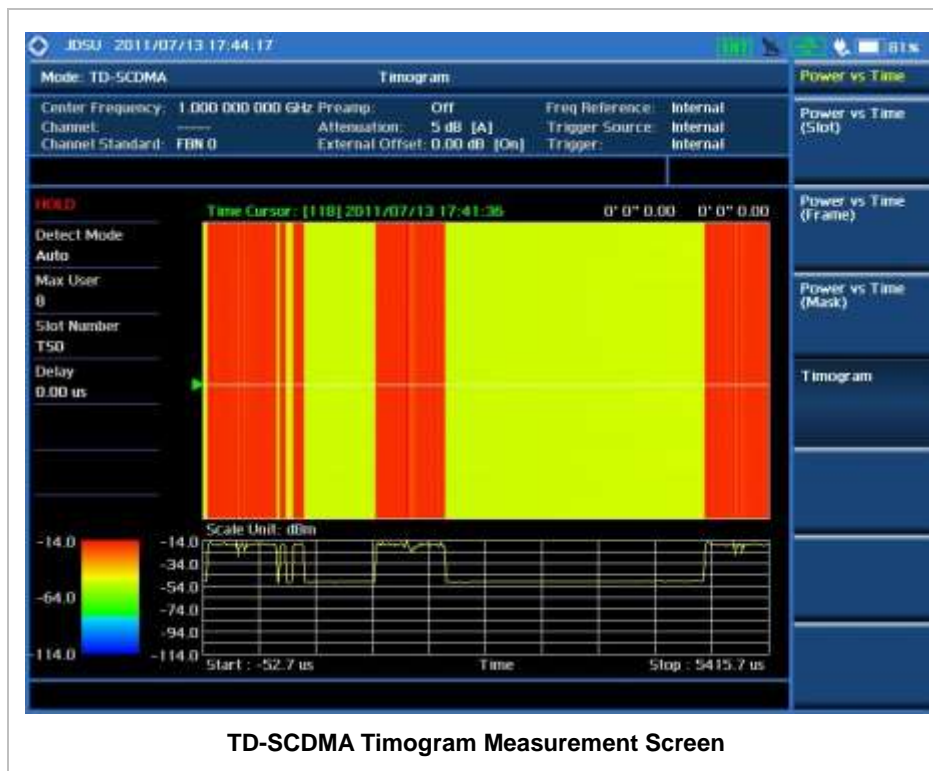 JDSU 2011/07/13 17:44:17
81%
Mode: TD-SCDMA
Timogram
Center Frequency: 1.000 000 000 GHz
Preamp: Off
Freq Reference: Internal
Channel: -----
Attenuation: 5 dB [A]
Trigger Source: Internal
Channel Standard: FBN 0
External Offset: 0.00 dB [On]
Trigger: Internal
HOLD
Time Cursor : [118] 2011/07/13 17:41:36
0' 0" 0.00 0' 0" 0.00
Detect Mode
Auto
Max User
8
Slot Number
TS0
Delay
0.00 us
Scale Unit: dBm
-14.0
-64.0
-114.0
-14.0
-34.0
-54.0
-74.0
-94.0
-114.0
Start : -52.7 us
Time
Stop : 5415.7 us
Power vs Time
Power vs Time
(Slot)
Power vs Time
(Frame)
Power vs Time
(Mask)
Timogram
TD-SCDMA Timogram Measurement Screen